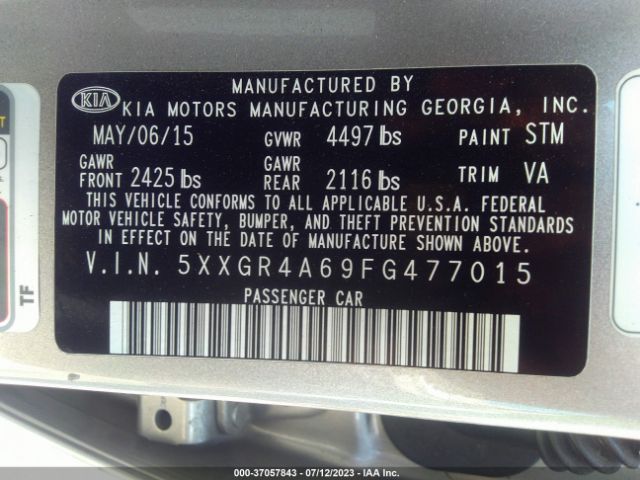 MANUFACTURED BY
KIA KIA MOTORS MANUFACTURING GEORGIA, INC.
MAY/06/15 GVWR 4497 lbs PAINT STM
GAWR FRONT 2425 lbs GAWR REAR 2116 lbs TRIM VA
THIS VEHICLE CONFORMS TO ALL APPLICABLE U.S.A. FEDERAL
MOTOR VEHICLE SAFETY, BUMPER, AND THEFT PREVENTION STANDARDS
IN EFFECT ON THE DATE OF MANUFACTURE SHOWN ABOVE.
V.I.N. 5XXGR4A69FG477015
PASSENGER CAR
TF
000-37057843 - 07/12/2023 - IAA Inc.